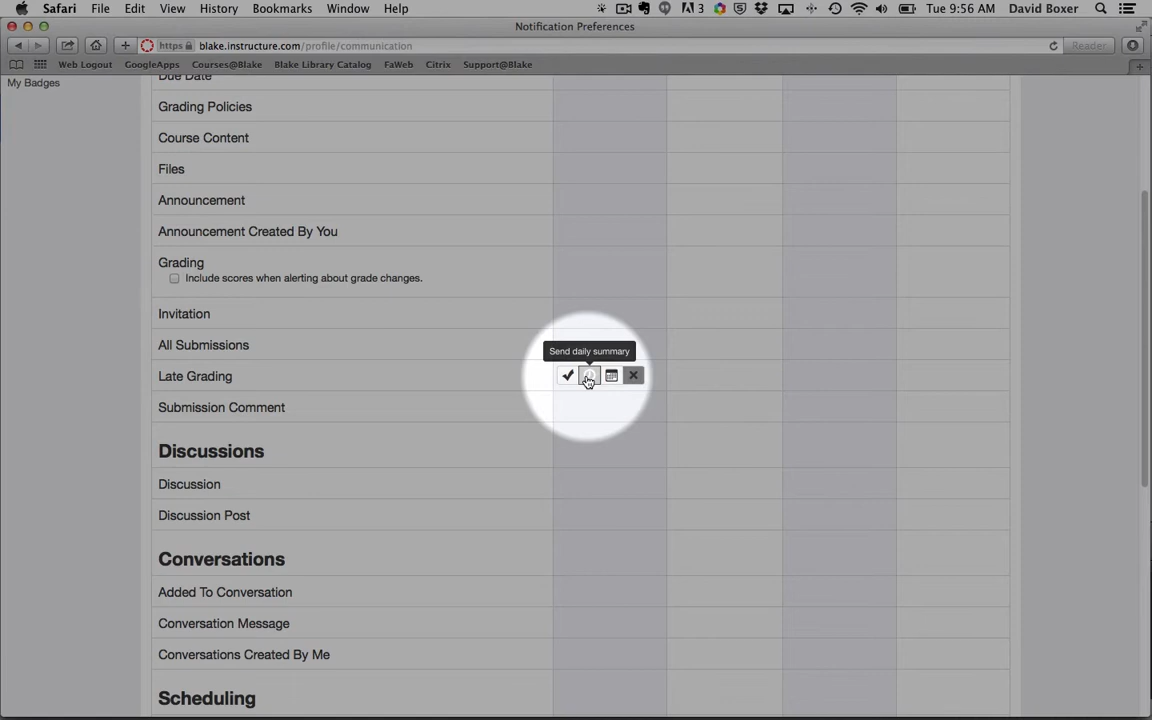 Safari File Edit View History Bookmarks Window Help 3 Tue 9:56 AM David Boxer
Notification Preferences
https blake.instructure.com/profile/communication Reader
Web Logout GoogleApps Courses@Blake Blake Library Catalog FaWeb Citrix Support@Blake
My Badges
Due Date
Grading Policies
Course Content
Files
Announcement
Announcement Created By You
Grading
Include scores when alerting about grade changes.
Invitation
All Submissions
Send daily summary
Late Grading
Submission Comment
Discussions
Discussion
Discussion Post
Conversations
Added To Conversation
Conversation Message
Conversations Created By Me
Scheduling